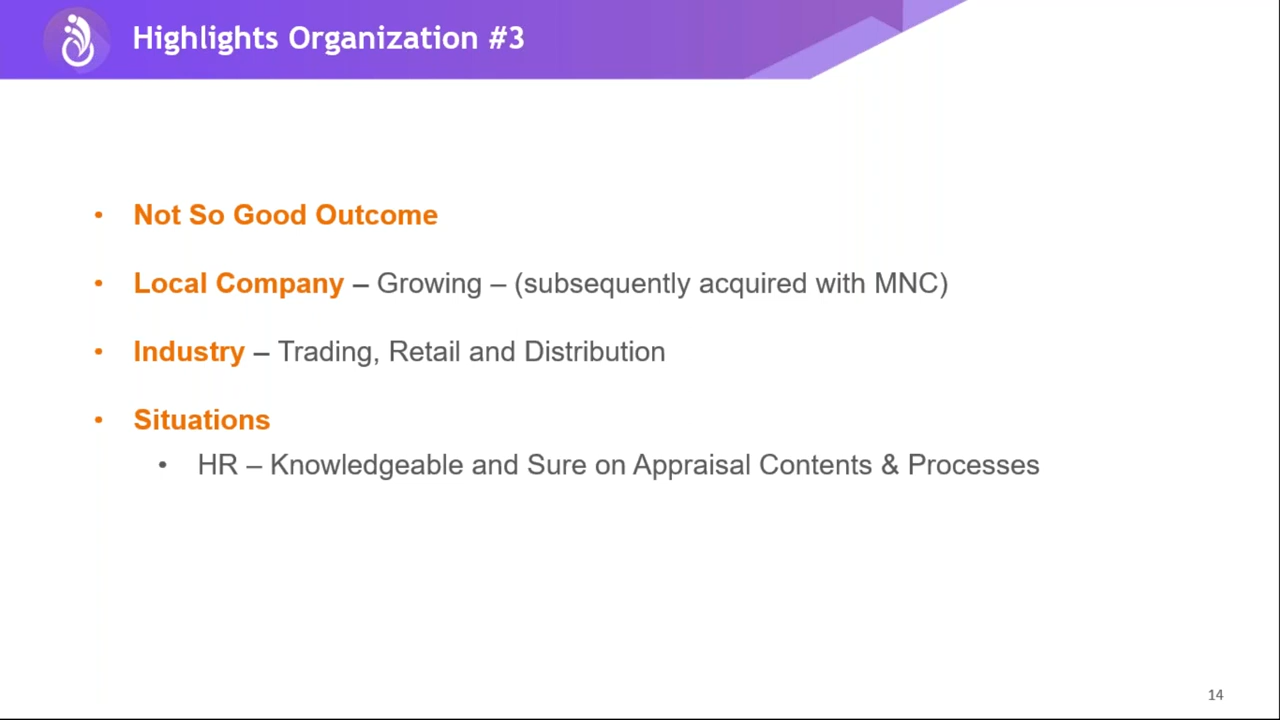 Highlights Organization #3
• Not So Good Outcome
• Local Company – Growing – (subsequently acquired with MNC)
• Industry – Trading, Retail and Distribution
• Situations
• HR – Knowledgeable and Sure on Appraisal Contents & Processes
14